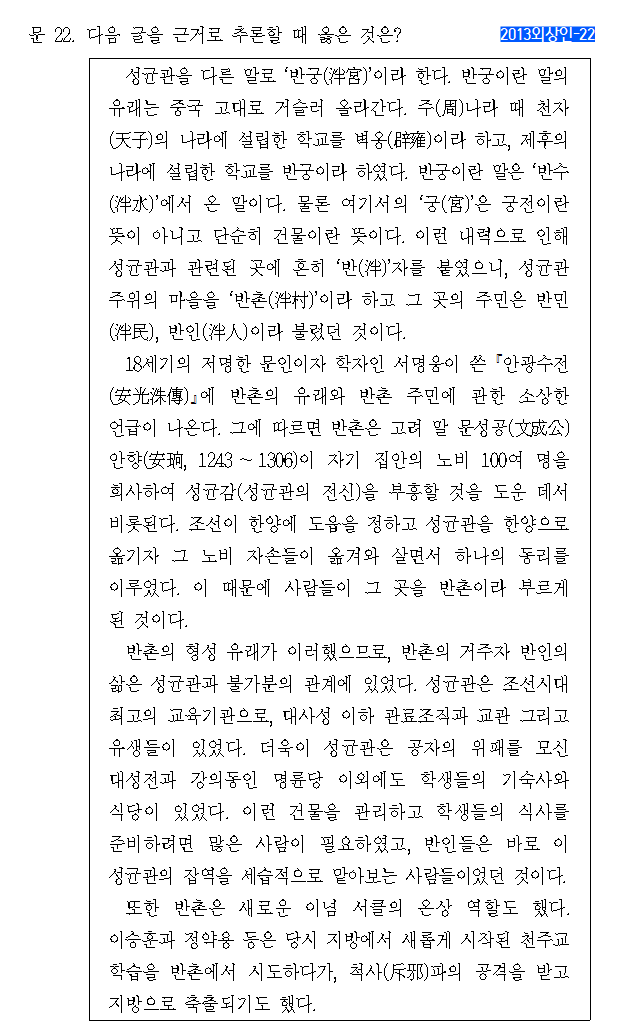 문 22. 다음 글을 근거로 추론할 때 옳은 것은?
2013외상인-22
성균관을 다른 말로 ‘반궁(泮宮)’이라 한다. 반궁이란 말의
유래는 중국 고대로 거슬러 올라간다. 주(周)나라 때 천자
(天子)의 나라에 설립한 학교를 벽옹(辟雍)이라 하고, 제후의
나라에 설립한 학교를 반궁이라 하였다. 반궁이란 말은 ‘반수
(泮水)’에서 온 말이다. 물론 여기서의 ‘궁(宮)’은 궁전이란
뜻이 아니고 단순히 건물이란 뜻이다. 이런 내력으로 인해
성균관과 관련된 곳에 흔히 ‘반(泮)’자를 붙였으니, 성균관
주위의 마을을 ‘반촌(泮村)’이라 하고 그 곳의 주민은 반민
(泮民), 반인(泮人)이라 불렀던 것이다.
18세기의 저명한 문인이자 학자인 서명응이 쓴 『안광수전
(安光洙傳)』에 반촌의 유래와 반촌 주민에 관한 소상한
언급이 나온다. 그에 따르면 반촌은 고려 말 문성공(文成公)
안향(安珦, 1243 ~ 1306)이 자기 집안의 노비 100여 명을
희사하여 성균감(성균관의 전신)을 부흥할 것을 도운 데서
비롯된다. 조선이 한양에 도읍을 정하고 성균관을 한양으로
옮기자 그 노비 자손들이 옮겨와 살면서 하나의 동리를
이루었다. 이 때문에 사람들이 그 곳을 반촌이라 부르게
된 것이다.
반촌의 형성 유래가 이러했으므로, 반촌의 거주자 반인의
삶은 성균관과 불가분의 관계에 있었다. 성균관은 조선시대
최고의 교육기관으로, 대사성 이하 관료조직과 교관 그리고
유생들이 있었다. 더욱이 성균관은 공자의 위패를 모신
대성전과 강의동인 명륜당 이외에도 학생들의 기숙사와
식당이 있었다. 이런 건물을 관리하고 학생들의 식사를
준비하려면 많은 사람이 필요하였고, 반인들은 바로 이
성균관의 잡역을 세습적으로 맡아보는 사람들이었던 것이다.
또한 반촌은 새로운 이념 서클의 온상 역할도 했다.
이승훈과 정약용 등은 당시 지방에서 새롭게 시작된 천주교
학습을 반촌에서 시도하다가, 척사(斥邪)파의 공격을 받고
지방으로 축출되기도 했다.